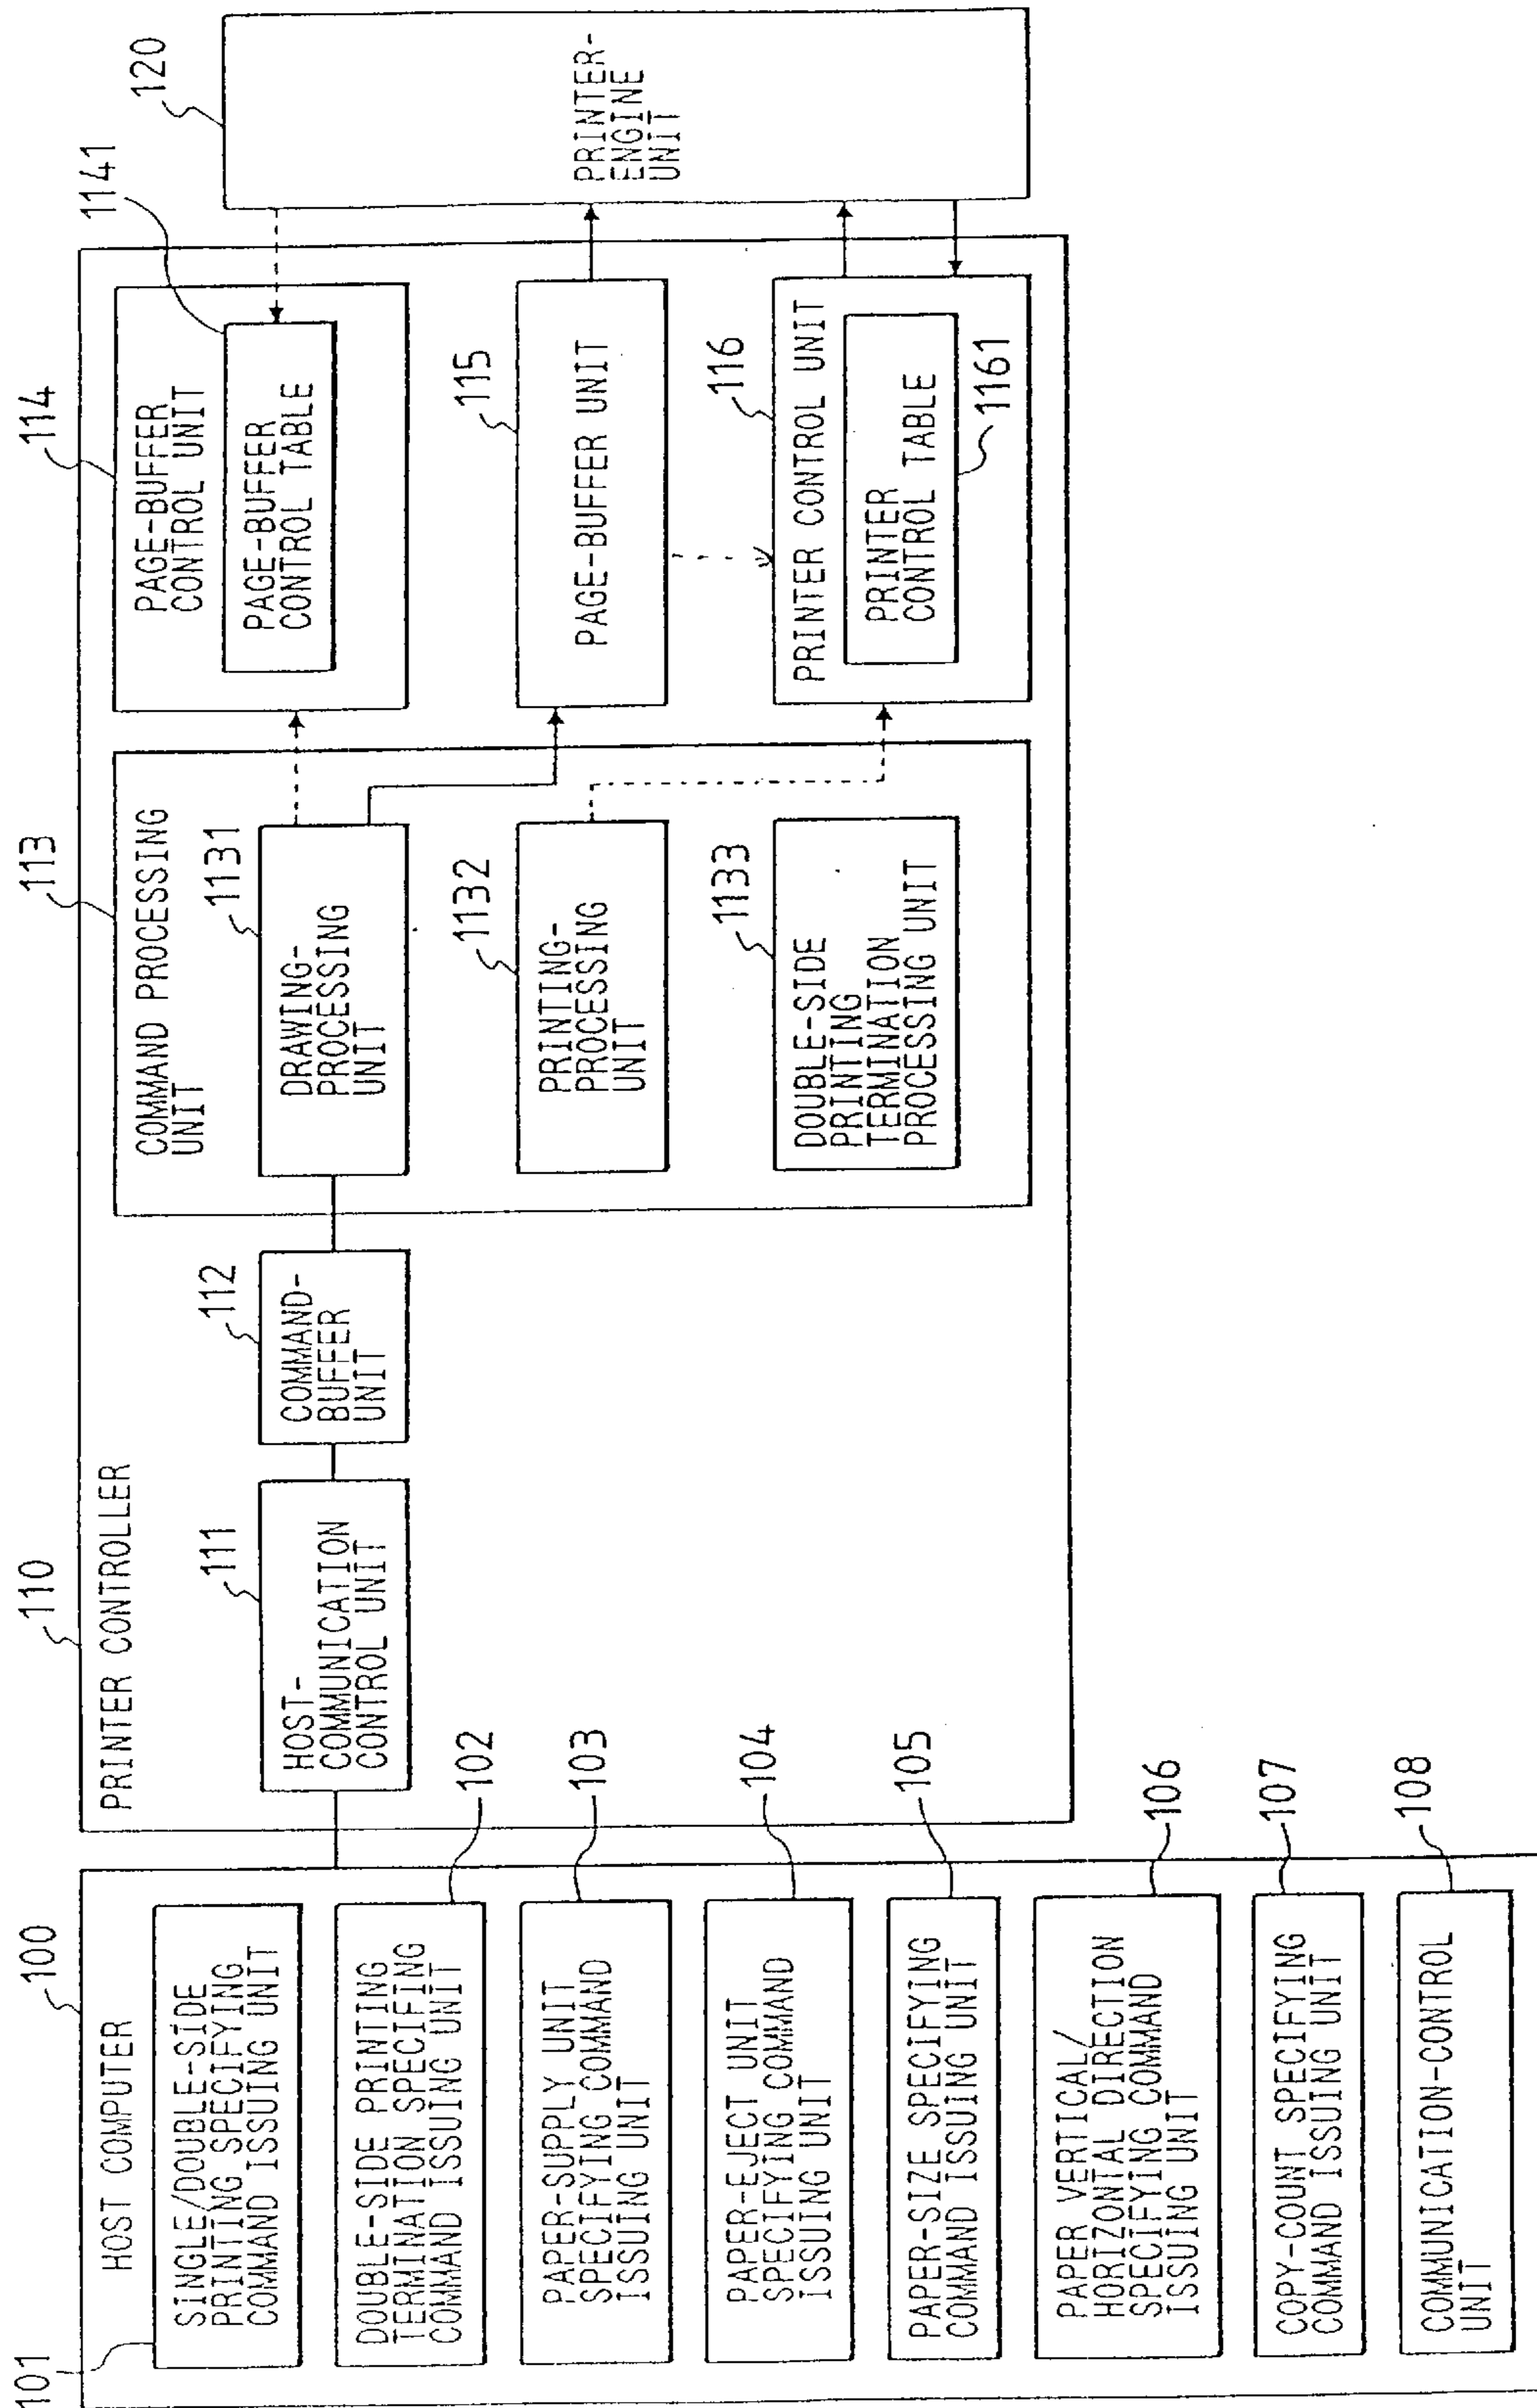 100
HOST COMPUTER
101
SINGLE/DOUBLE-SIDE
PRINTING SPECIFYING
COMMAND ISSUING UNIT
DOUBLE-SIDE PRINTING
TERMINATION SPECIFING
COMMAND ISSUING UNIT
102
PAPER-SUPPLY UNIT
SPECIFYING COMMAND
ISSUING UNIT
103
PAPER-EJECT UNIT
SPECIFYING COMMAND
ISSUING UNIT
104
PAPER-SIZE SPECIFYING
COMMAND ISSUING UNIT
105
PAPER VERTICAL/
HORIZONTAL DIRECTION
SPECIFYING COMMAND
ISSUING UNIT
106
COPY-COUNT SPECIFYING
COMMAND ISSUING UNIT
107
COMMUNICATION-CONTROL
UNIT
108
110
PRINTER CONTROLLER
111
HOST-
COMMUNICATION
CONTROL UNIT
112
COMMAND-
BUFFER
UNIT
113
COMMAND PROCESSING
UNIT
1131
DRAWING-
PROCESSING
UNIT
1132
PRINTING-
PROCESSING
UNIT
1133
DOUBLE-SIDE
PRINTING
TERMINATION
PROCESSING UNIT
114
PAGE-BUFFER
CONTROL UNIT
1141
PAGE-BUFFER
CONTROL TABLE
115
PAGE-BUFFER UNIT
116
PRINTER CONTROL UNIT
PRINTER
CONTROL TABLE
1161
120
PRINTER-
ENGINE
UNIT